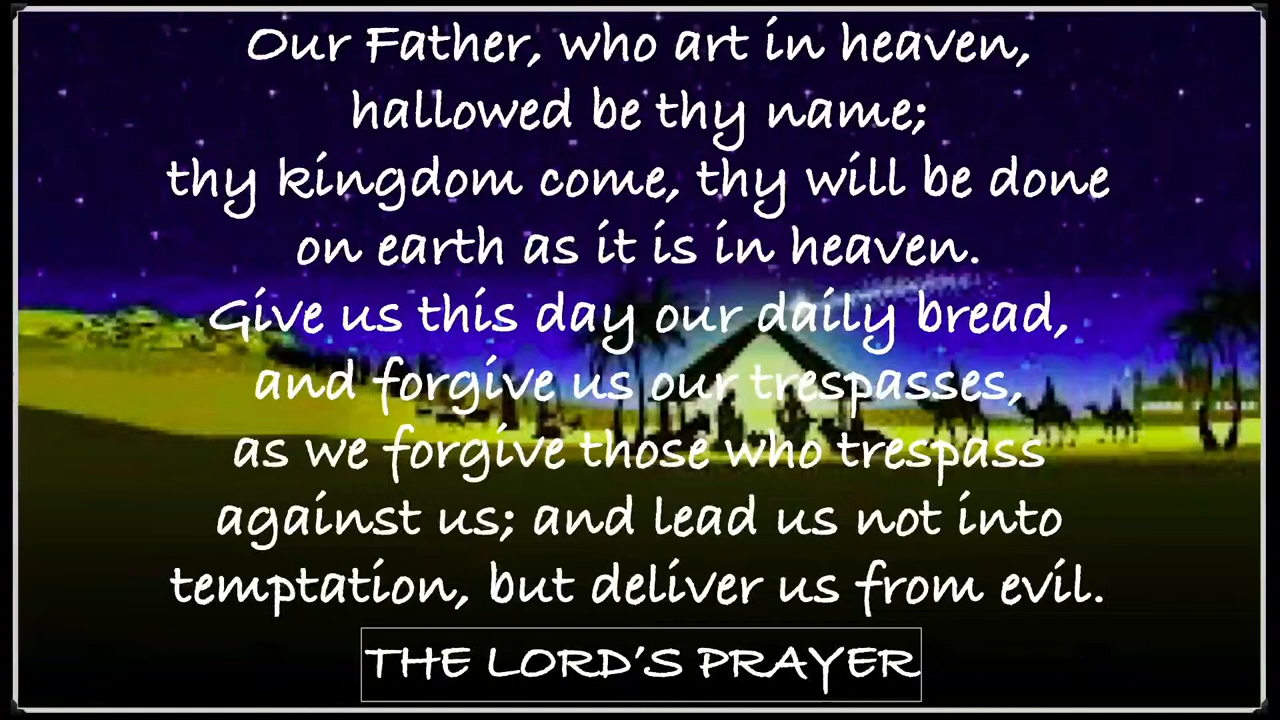 Our Father, who art in heaven,
hallowed be thy name;
thy kingdom come, thy will be done
on earth as it is in heaven.
Give us this day our daily bread,
and forgive us our trespasses,
as we forgive those who trespass
against us; and lead us not into
temptation, but deliver us from evil.
THE LORD'S PRAYER